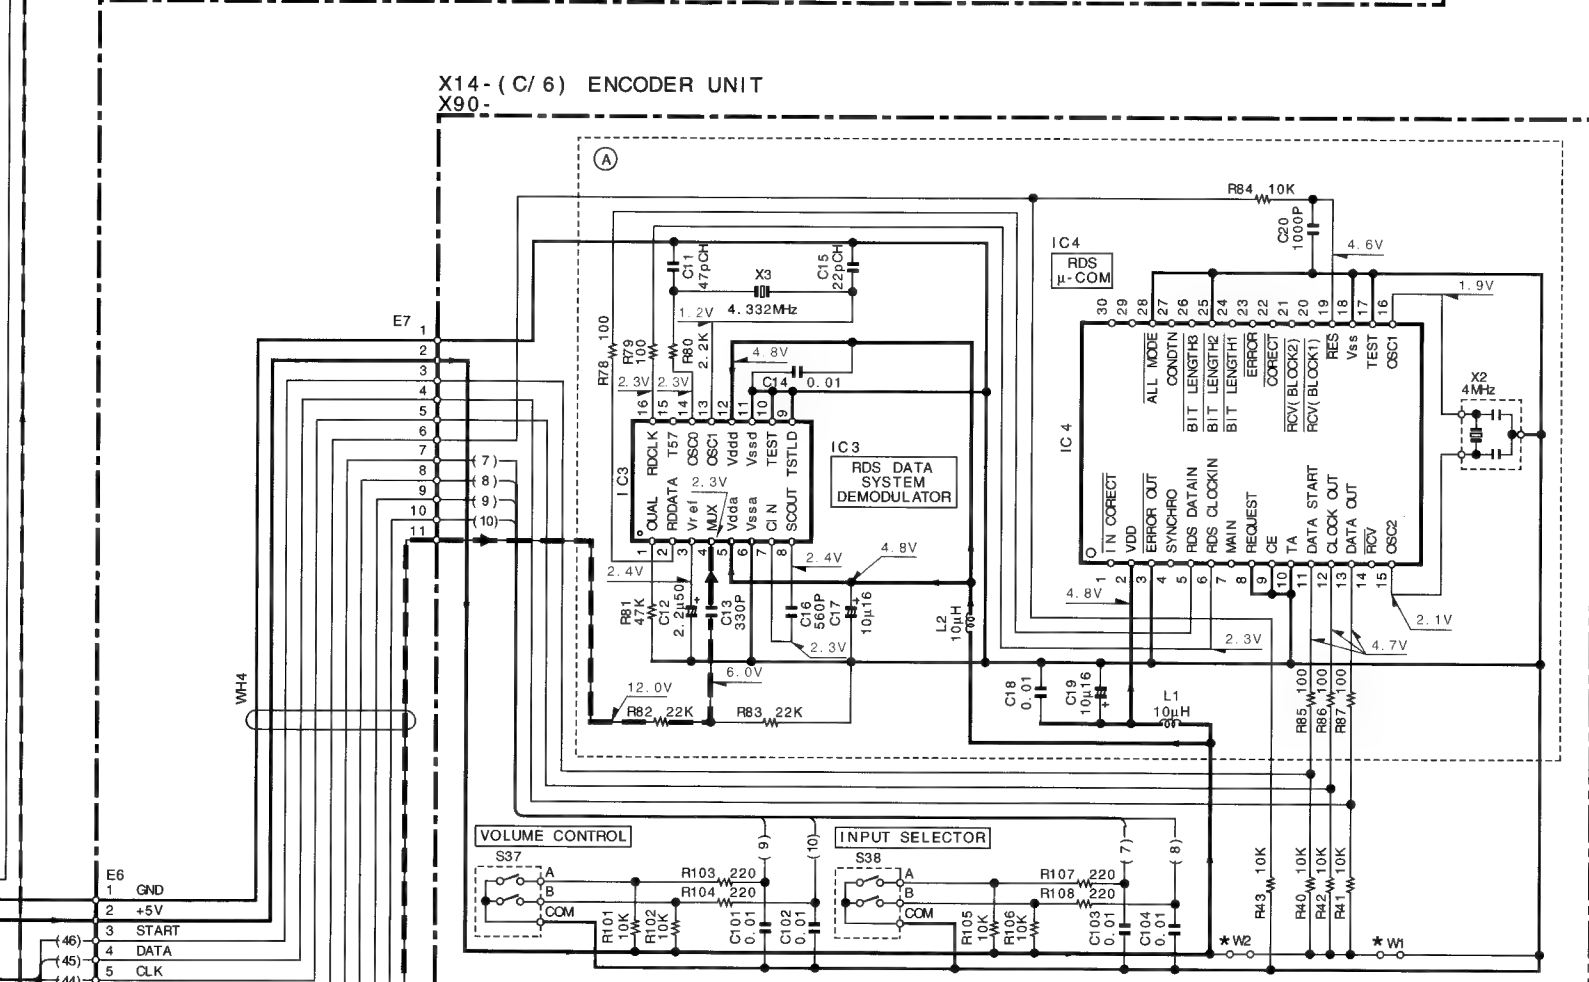 X14-(C/6) ENCODER UNIT
X90-
A
R84 10K
C20 1000P
4.6V
IC4
RDS
μ-COM
C11 47pCH
X3
4.332MHz
C15 22pCH
1.2V
1.9V
E7
1
2
3
4
5
6
7
8
9
10
11
(7)
(8)
(9)
(10)
R78 100
R79 100
R80 2.2K
4.8V
C14 0.01
2.3V 2.3V
16 15 14 13 12 11 10 9
RDCLK T57 OSC0 OSC1 Vddd Vssd TEST TSTLD
IC3
2.3V
QUAL RDDATA Vref MUX Vdda Vssa CIN SCOUT
1 2 3 4 5 6 7 8
IC3
RDS DATA
SYSTEM
DEMODULATOR
30 29 28 27 26 25 24 23 22 21 20 19 18 17 16
ALL MODE CONDTN BIT LENGTH3 BIT LENGTH2 BIT LENGTH1 ERROR CORECT RCV(BLOCK2) RCV(BLOCK1) RES Vss TEST OSC1
IC4
IN CORECT VDD ERROR OUT SYNCHRO RDS DATAIN RDS CLOCKIN MAIN REQUEST CE TA DATA START CLOCK OUT DATA OUT RCV OSC2
1 2 3 4 5 6 7 8 9 10 11 12 13 14 15
X2
4MHz
2.4V
2.4V
4.8V
4.8V
R81 47K
C12 2.2μ50
+
C13 330P
C16 560P
C17 10μ16
+
L2 10μH
2.3V
2.3V
4.7V
2.1V
6.0V
12.0V
R82 22K
R83 22K
C18 0.01
C19 10μ16
+
L1
10μH
R85 100
R86 100
R87 100
WH4
VOLUME CONTROL
S37
A
B
COM
R103 220
R104 220
R101 10K
R102 10K
C101 0.01
C102 0.01
(9)
(10)
INPUT SELECTOR
S38
A
B
COM
R107 220
R108 220
R105 10K
R106 10K
C103 0.01
C104 0.01
(7)
(8)
R43 10K
R40 10K
R42 10K
R41 10K
*W2
*W1
E6
1 GND
2 +5V
3 START
4 DATA
5 CLK
(46)
(45)
(44)